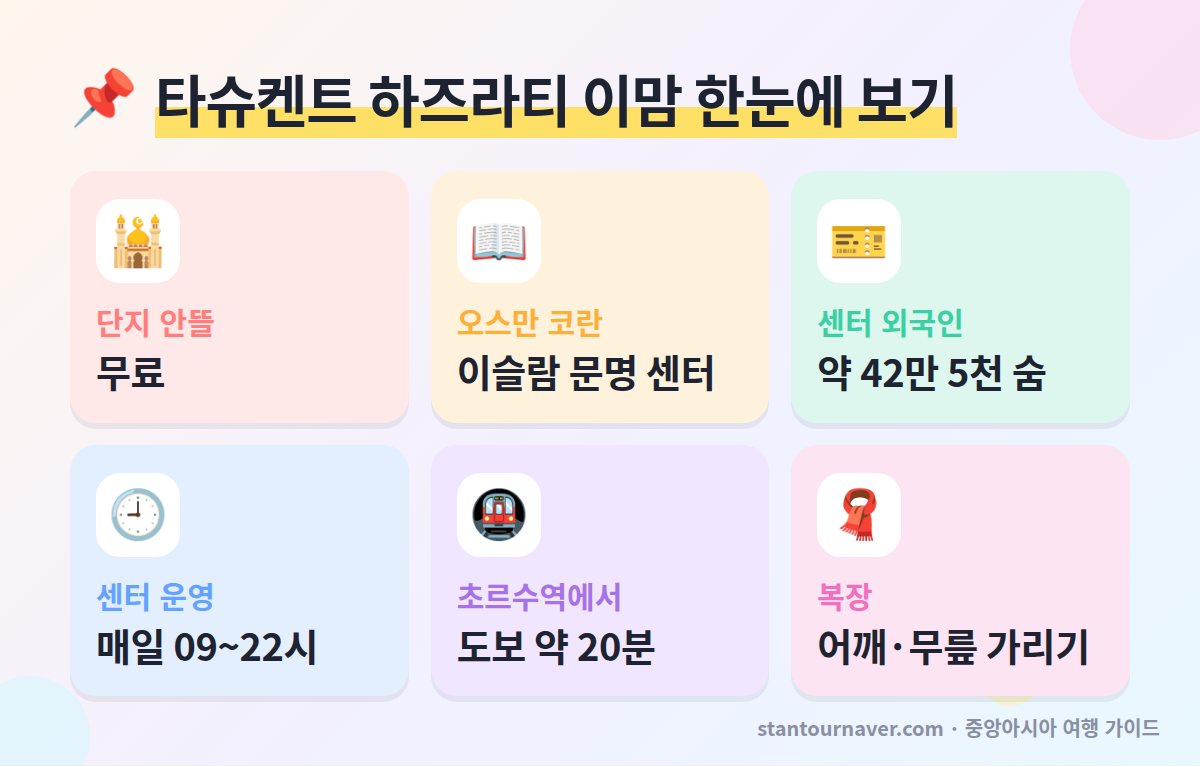 타슈켄트 하즈라티 이맘 한눈에 보기
단지 안뜰
무료
오스만 코란
이슬람 문명 센터
센터 외국인
약 42만 5천 숨
센터 운영
매일 09~22시
초르수역에서
도보 약 20분
복장
어깨·무릎 가리기
stantournaver.com · 중앙아시아 여행 가이드